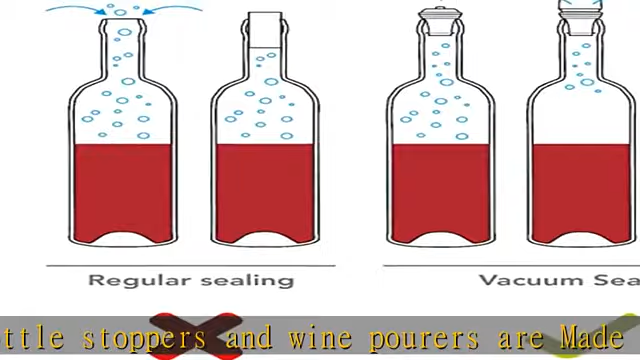 Regular sealing
Vacuum Sea
ttle stoppers and wine pourers are Made